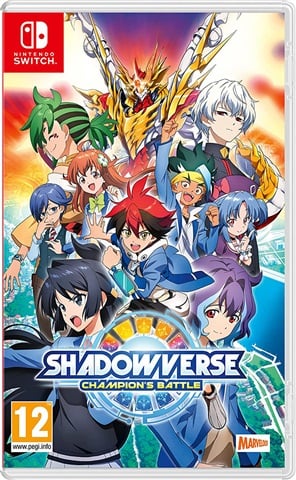 NINTENDO
SWITCH
SHADOWVERSE
CHAMPION'S BATTLE
12
www.pegi.info
MARVELOUS